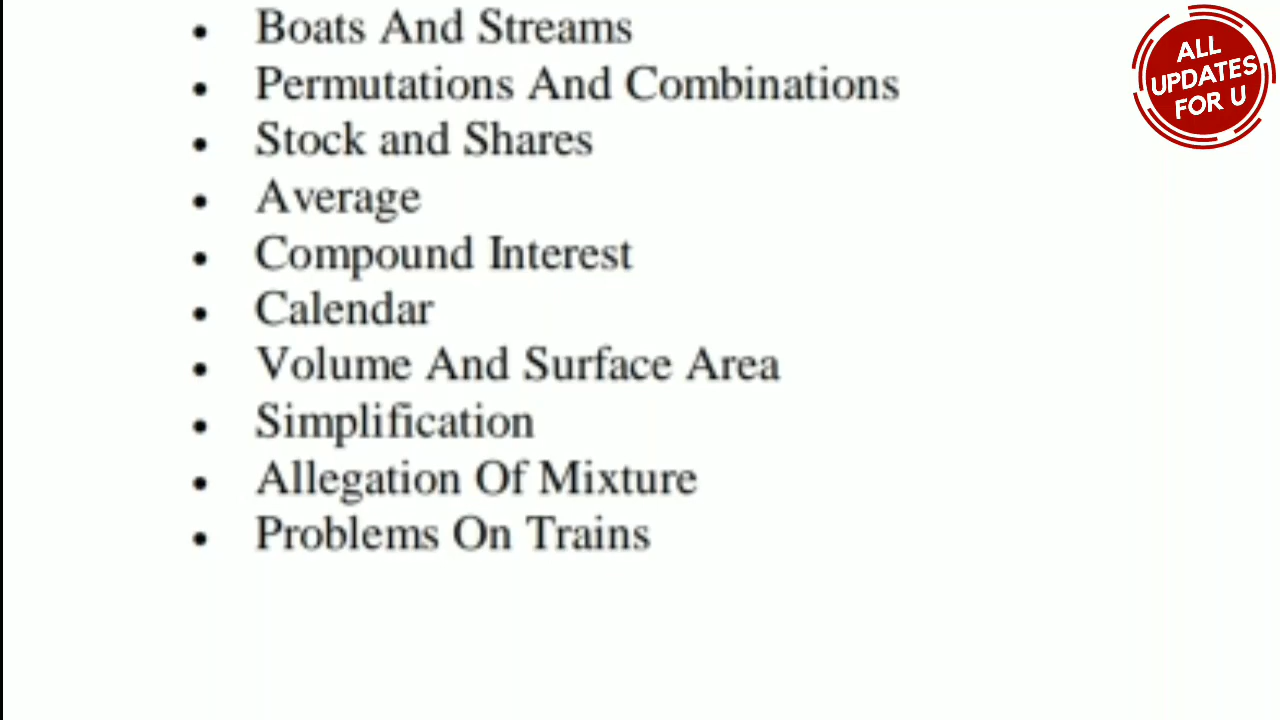 • Boats And Streams
• Permutations And Combinations
• Stock and Shares
• Average
• Compound Interest
• Calendar
• Volume And Surface Area
• Simplification
• Allegation Of Mixture
• Problems On Trains
ALL
UPDATES
FOR U